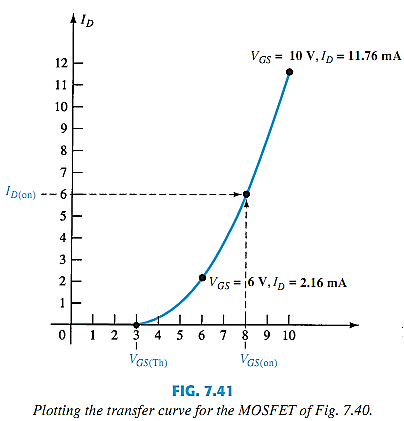 I_D
V_GS = 10 V, I_D = 11.76 mA
12
11
10
9
8
7
I_D(on)
6
5
4
3
2
V_GS = 6 V, I_D = 2.16 mA
1
0 1 2 3 4 5 6 7 8 9 10
V_GS(Th) V_GS(on)
FIG. 7.41
Plotting the transfer curve for the MOSFET of Fig. 7.40.